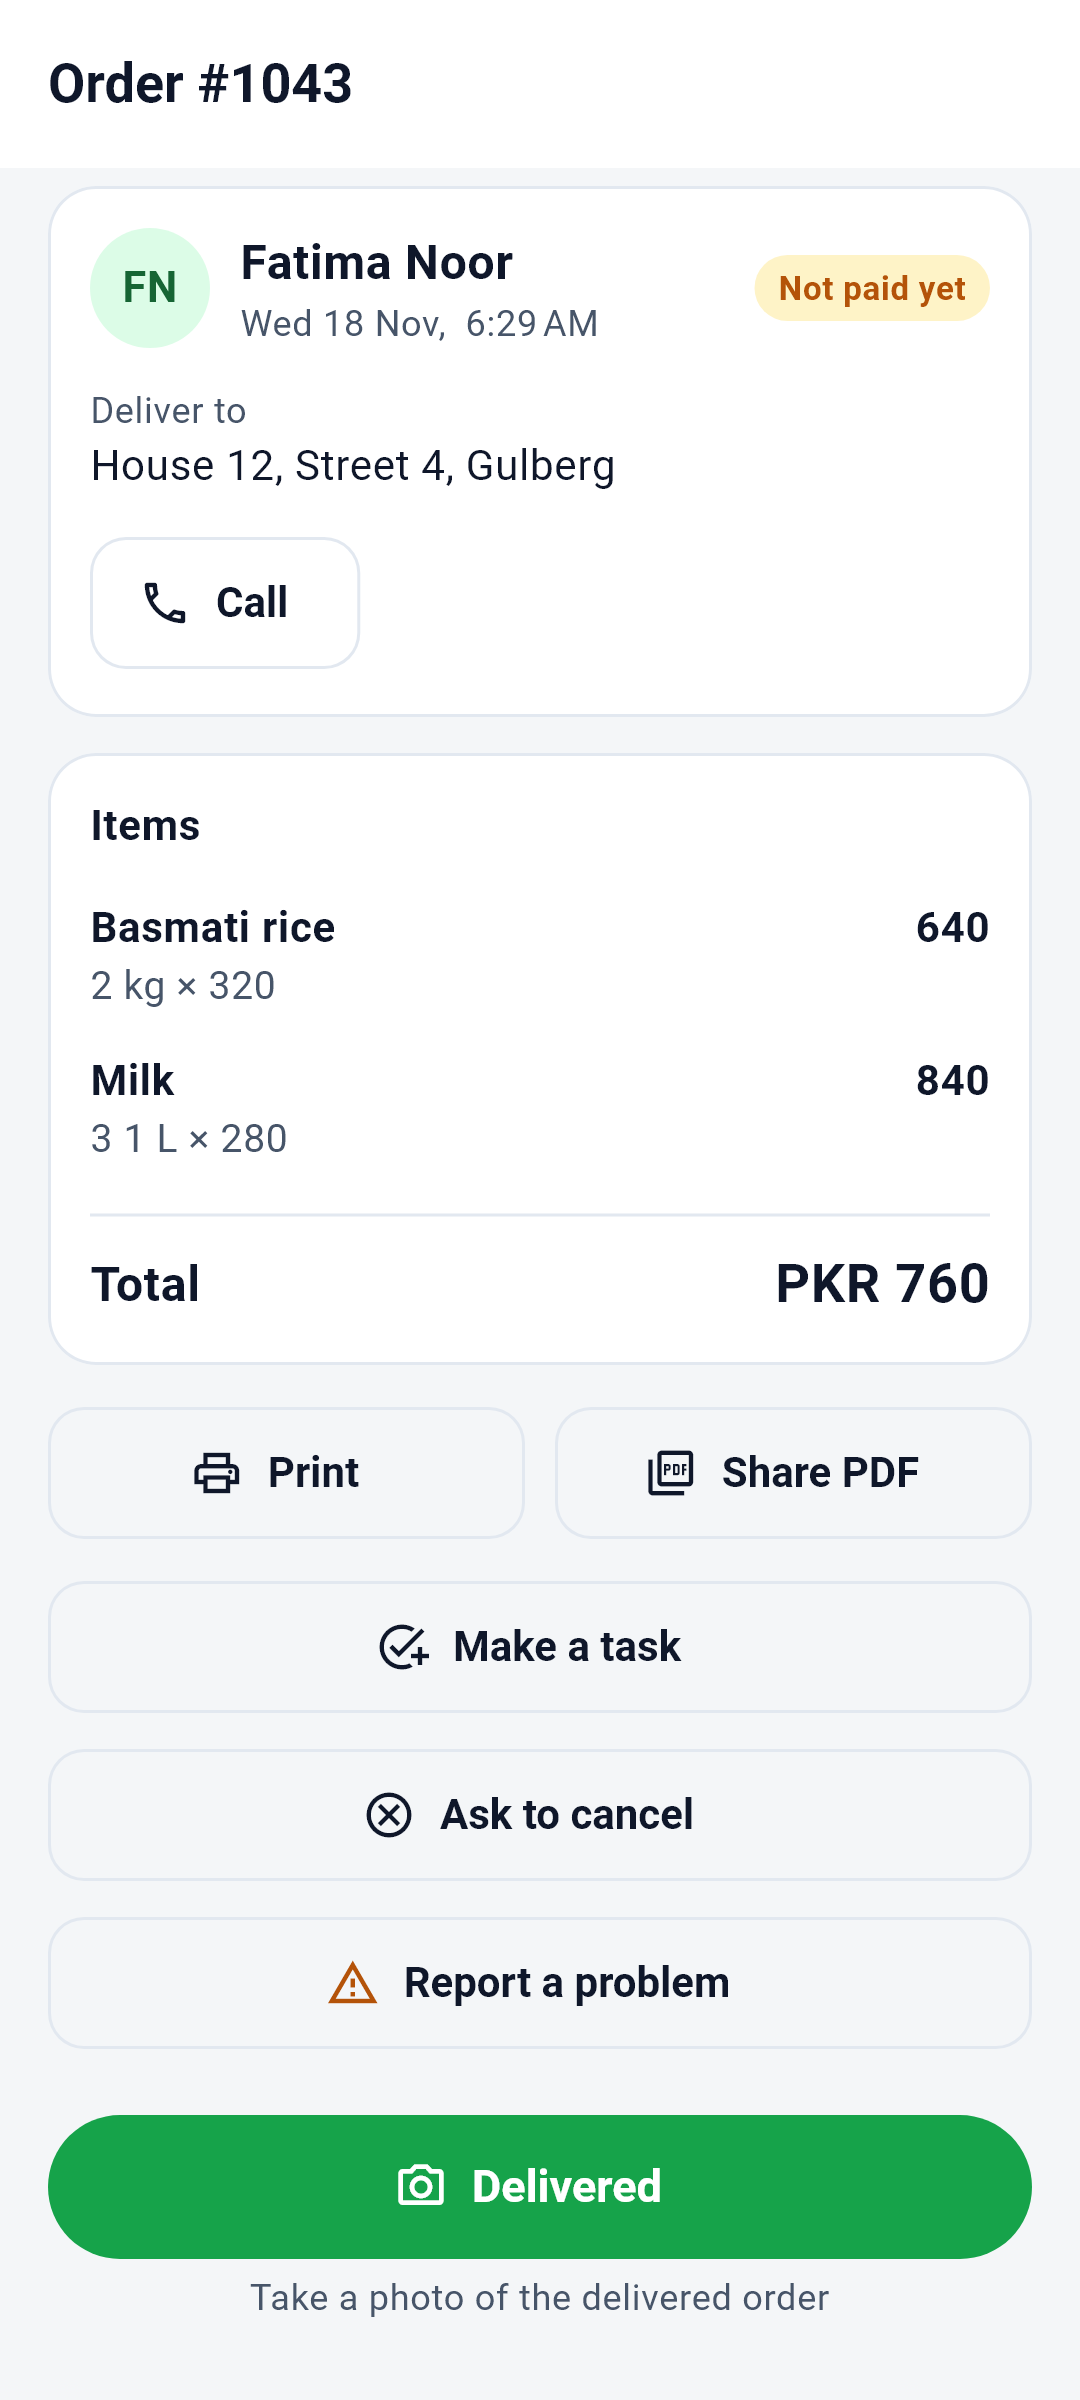 Order #1043
FN
Fatima Noor
Wed 18 Nov, 6:29 AM
Not paid yet
Deliver to
House 12, Street 4, Gulberg
Call
Items
Basmati rice 640
2 kg × 320
Milk 840
3 1 L × 280
Total PKR 760
Print
Share PDF
Make a task
Ask to cancel
Report a problem
Delivered
Take a photo of the delivered order